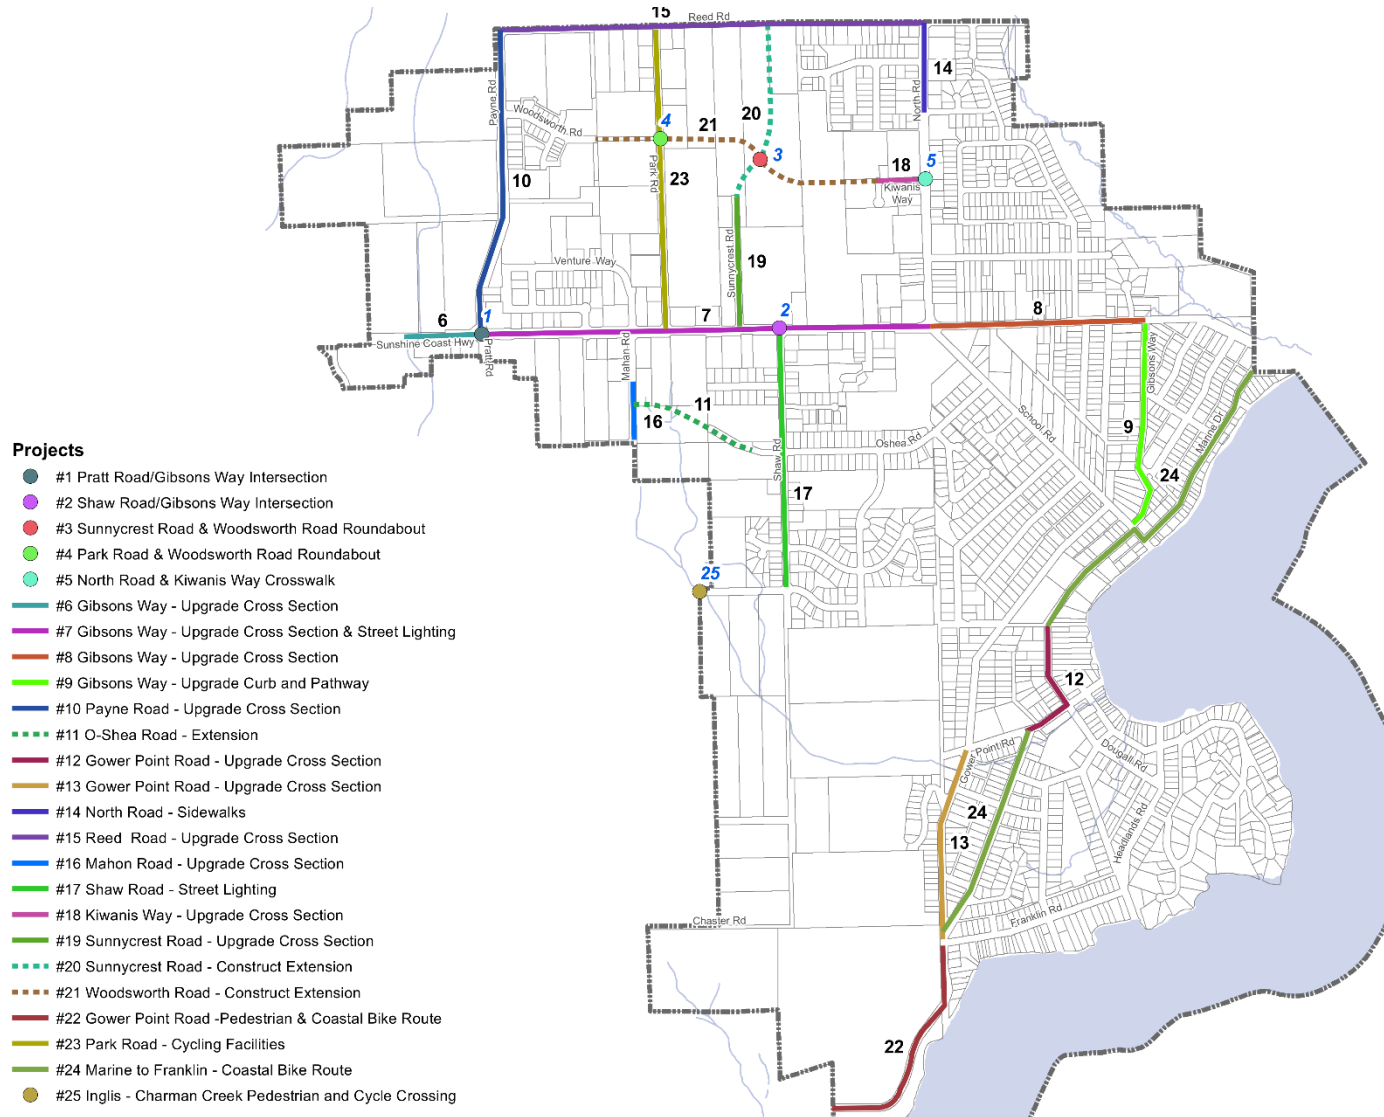 15
Reed Rd
14
Payne Rd
North Rd
Woodsworth Rd
4
21
20
3
18
5
Kiwanis
Way
10
Park Rd
23
Sunnycrest Rd
19
Venture Way
6
1
7
2
8
Sunshine Coast Hwy
Pratt Rd
Mahan Rd
Gibsons Way
16
11
School Rd
Oshea Rd
9
Marine Dr
24
Shaw Rd
17
25
12
Gower Point Rd
Dougall Rd
24
13
Headlands Rd
Franklin Rd
Chaster Rd
22
Projects
#1 Pratt Road/Gibsons Way Intersection
#2 Shaw Road/Gibsons Way Intersection
#3 Sunnycrest Road & Woodsworth Road Roundabout
#4 Park Road & Woodsworth Road Roundabout
#5 North Road & Kiwanis Way Crosswalk
#6 Gibsons Way - Upgrade Cross Section
#7 Gibsons Way - Upgrade Cross Section & Street Lighting
#8 Gibsons Way - Upgrade Cross Section
#9 Gibsons Way - Upgrade Curb and Pathway
#10 Payne Road - Upgrade Cross Section
#11 O-Shea Road - Extension
#12 Gower Point Road - Upgrade Cross Section
#13 Gower Point Road - Upgrade Cross Section
#14 North Road - Sidewalks
#15 Reed  Road - Upgrade Cross Section
#16 Mahon Road - Upgrade Cross Section
#17 Shaw Road - Street Lighting
#18 Kiwanis Way - Upgrade Cross Section
#19 Sunnycrest Road - Upgrade Cross Section
#20 Sunnycrest Road - Construct Extension
#21 Woodsworth Road - Construct Extension
#22 Gower Point Road -Pedestrian & Coastal Bike Route
#23 Park Road - Cycling Facilities
#24 Marine to Franklin - Coastal Bike Route
#25 Inglis - Charman Creek Pedestrian and Cycle Crossing